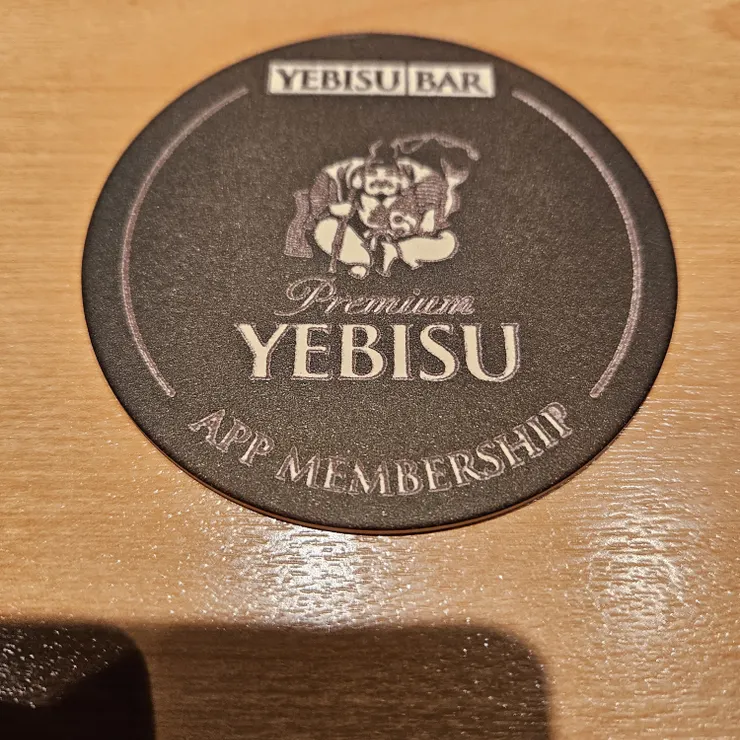 YEBISU BAR
Premium
YEBISU
APP MEMBERSHIP